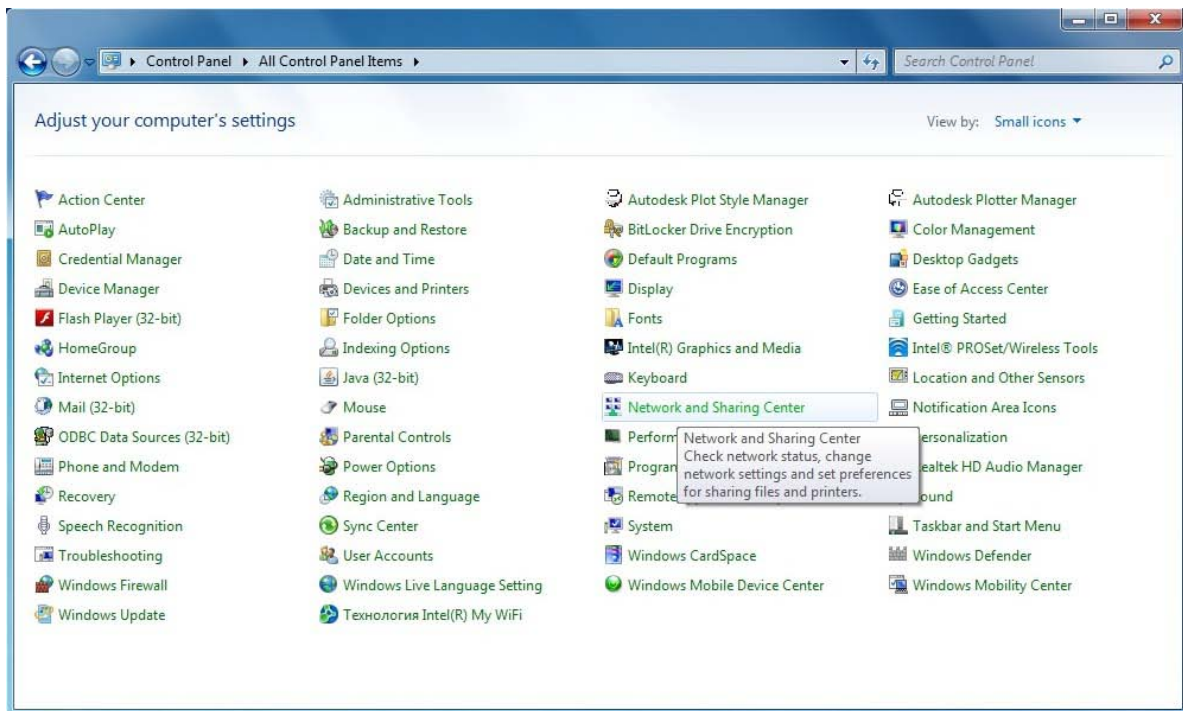 Control Panel ▸ All Control Panel Items ▸
Search Control Panel
Adjust your computer's settings
View by: Small icons
Action Center
Administrative Tools
Autodesk Plot Style Manager
Autodesk Plotter Manager
AutoPlay
Backup and Restore
BitLocker Drive Encryption
Color Management
Credential Manager
Date and Time
Default Programs
Desktop Gadgets
Device Manager
Devices and Printers
Display
Ease of Access Center
Flash Player (32-bit)
Folder Options
Fonts
Getting Started
HomeGroup
Indexing Options
Intel(R) Graphics and Media
Intel® PROSet/Wireless Tools
Internet Options
Java (32-bit)
Keyboard
Location and Other Sensors
Mail (32-bit)
Mouse
Network and Sharing Center
Notification Area Icons
ODBC Data Sources (32-bit)
Parental Controls
Network and Sharing Center
Check network status, change
network settings and set preferences
for sharing files and printers.
Phone and Modem
Power Options
Recovery
Region and Language
Remote
Speech Recognition
Sync Center
System
Taskbar and Start Menu
Troubleshooting
User Accounts
Windows CardSpace
Windows Defender
Windows Firewall
Windows Live Language Setting
Windows Mobile Device Center
Windows Mobility Center
Windows Update
Технология Intel(R) My WiFi
HD Audio Manager